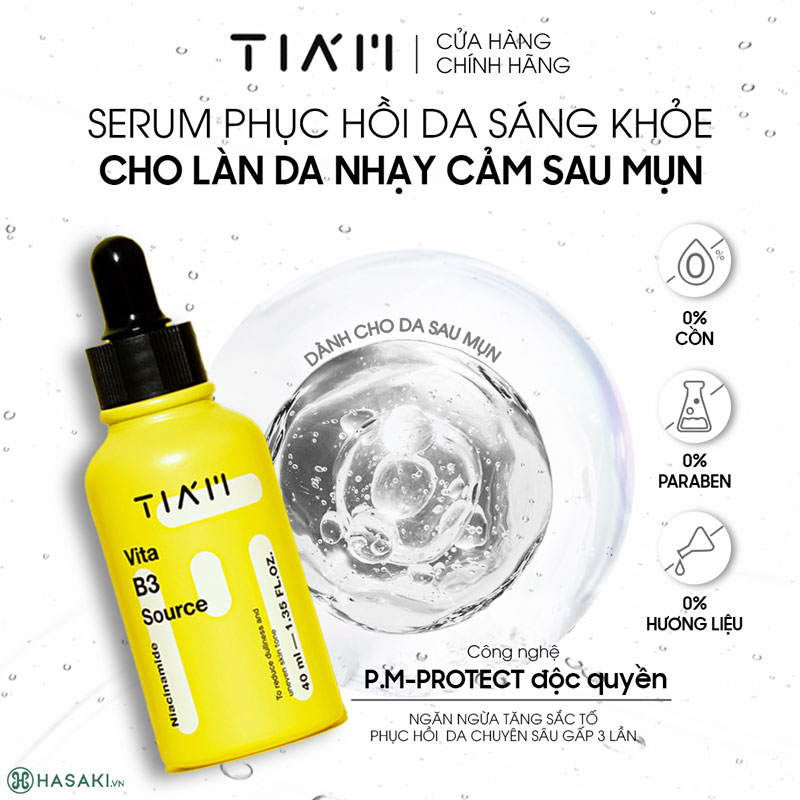 TIA'M
CỬA HÀNG
CHÍNH HÃNG
SERUM PHỤC HỒI DA SÁNG KHỎE
CHO LÀN DA NHẠY CẢM SAU MỤN
DÀNH CHO DA SAU MỤN
0%
0%
CỒN
0%
PARABEN
0%
HƯƠNG LIỆU
TIA'M
Vita
B3
Source
Niacinamide
To reduce dullness and
uneven skin tone
40 ml — 1.35 FL.OZ.
Công nghệ
P.M-PROTECT độc quyền
NGĂN NGỪA TĂNG SẮC TỐ
PHỤC HỒI DA CHUYÊN SÂU GẤP 3 LẦN
HASAKI.VN